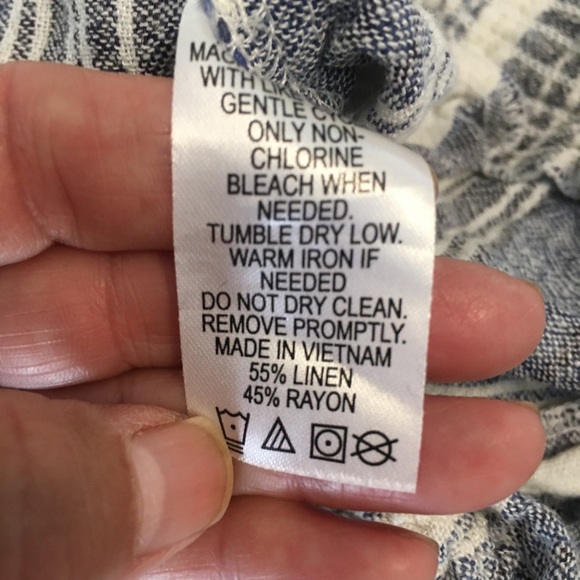 WITH
GENTLE
ONLY NON-
CHLORINE
BLEACH WHEN
NEEDED.
TUMBLE DRY LOW.
WARM IRON IF
NEEDED
DO NOT DRY CLEAN.
REMOVE PROMPTLY.
MADE IN VIETNAM
55% LINEN
45% RAYON